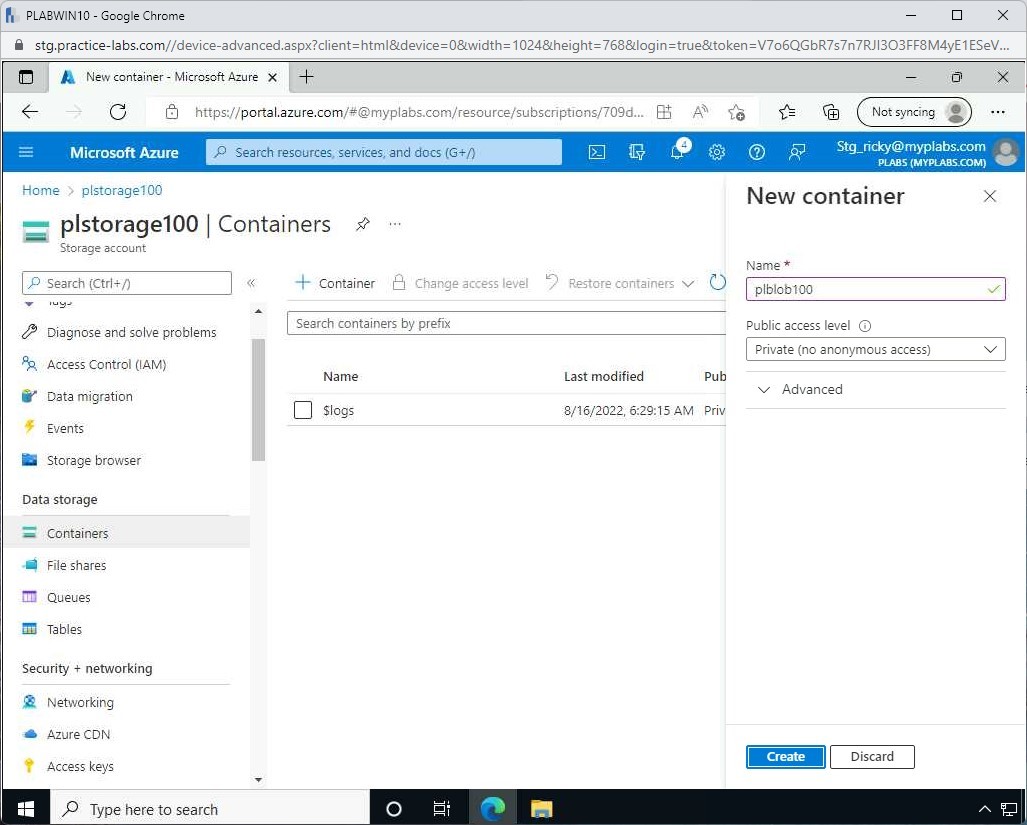 PLABWIN10 - Google Chrome
stg.practice-labs.com//device-advanced.aspx?client=html&device=0&width=1024&height=768&login=true&token=V7o6QGbR7s7n7RJI3O3FF8M4yE1ESeV...
New container - Microsoft Azure
https://portal.azure.com/#@myplabs.com/resource/subscriptions/709d...
Not syncing
Microsoft Azure
Search resources, services, and docs (G+/)
4
Stg_ricky@myplabs.com
PLABS (MYPLABS.COM)
Home > plstorage100
plstorage100 | Containers
Storage account
Search (Ctrl+/)
Tags
Diagnose and solve problems
Access Control (IAM)
Data migration
Events
Storage browser
Data storage
Containers
File shares
Queues
Tables
Security + networking
Networking
Azure CDN
Access keys
Container Change access level Restore containers
Search containers by prefix
Name Last modified Pub
$logs 8/16/2022, 6:29:15 AM Priv
New container
Name *
plblob100
Public access level
Private (no anonymous access)
Advanced
Create Discard
Type here to search